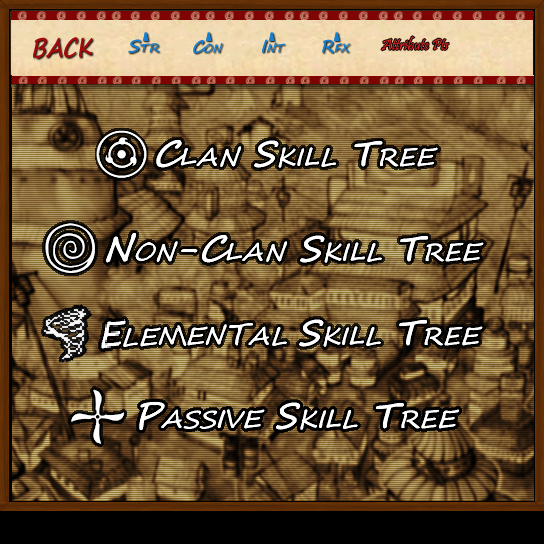 BACK Str Con Int Rfx Attribute Pts
Clan Skill Tree
Non-Clan Skill Tree
Elemental Skill Tree
Passive Skill Tree